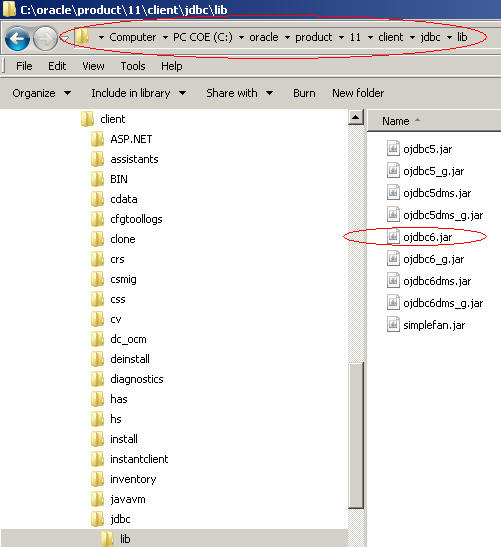 C:\oracle\product\11\client\jdbc\lib
Computer PC COE (C:) oracle product 11 client jdbc lib
File Edit View Tools Help
Organize Include in library Share with Burn New folder
client
ASP.NET
assistants
BIN
cdata
cfgtoollogs
clone
crs
csmig
css
cv
dc_ocm
deinstall
diagnostics
has
hs
install
instantclient
inventory
javavm
jdbc
lib
Name
ojdbc5.jar
ojdbc5_g.jar
ojdbc5dms.jar
ojdbc5dms_g.jar
ojdbc6.jar
ojdbc6_g.jar
ojdbc6dms.jar
ojdbc6dms_g.jar
simplefan.jar